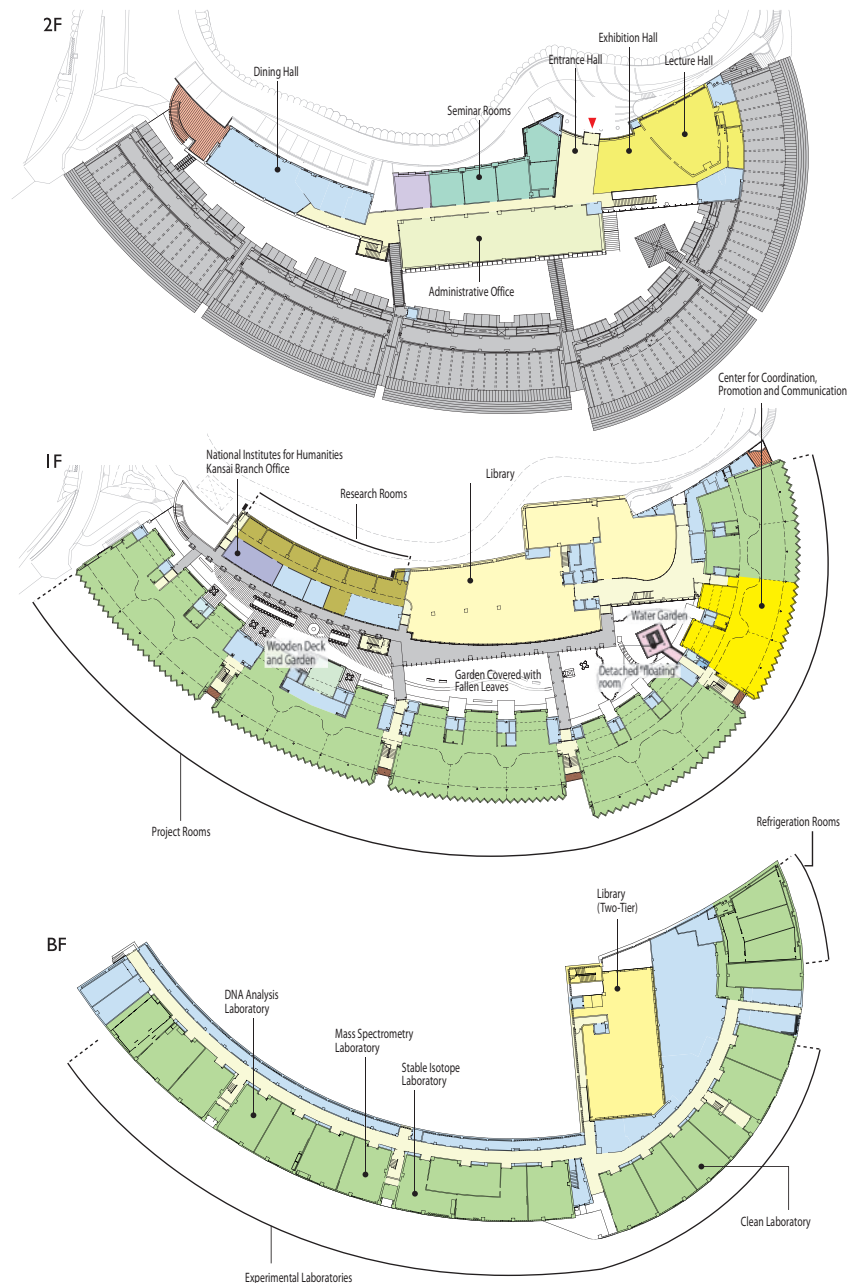 2F
Exhibition Hall
Entrance Hall
Lecture Hall
Dining Hall
Seminar Rooms
Administrative Office
Center for Coordination,
Promotion and Communication
1F
National Institutes for Humanities
Kansai Branch Office
Library
Research Rooms
Water Garden
Wooden Deck
and Garden
Garden Covered with
Fallen Leaves
Detached "floating"
room
Project Rooms
Refrigeration Rooms
BF
Library
(Two-Tier)
DNA Analysis
Laboratory
Mass Spectrometry
Laboratory
Stable Isotope
Laboratory
Clean Laboratory
Experimental Laboratories